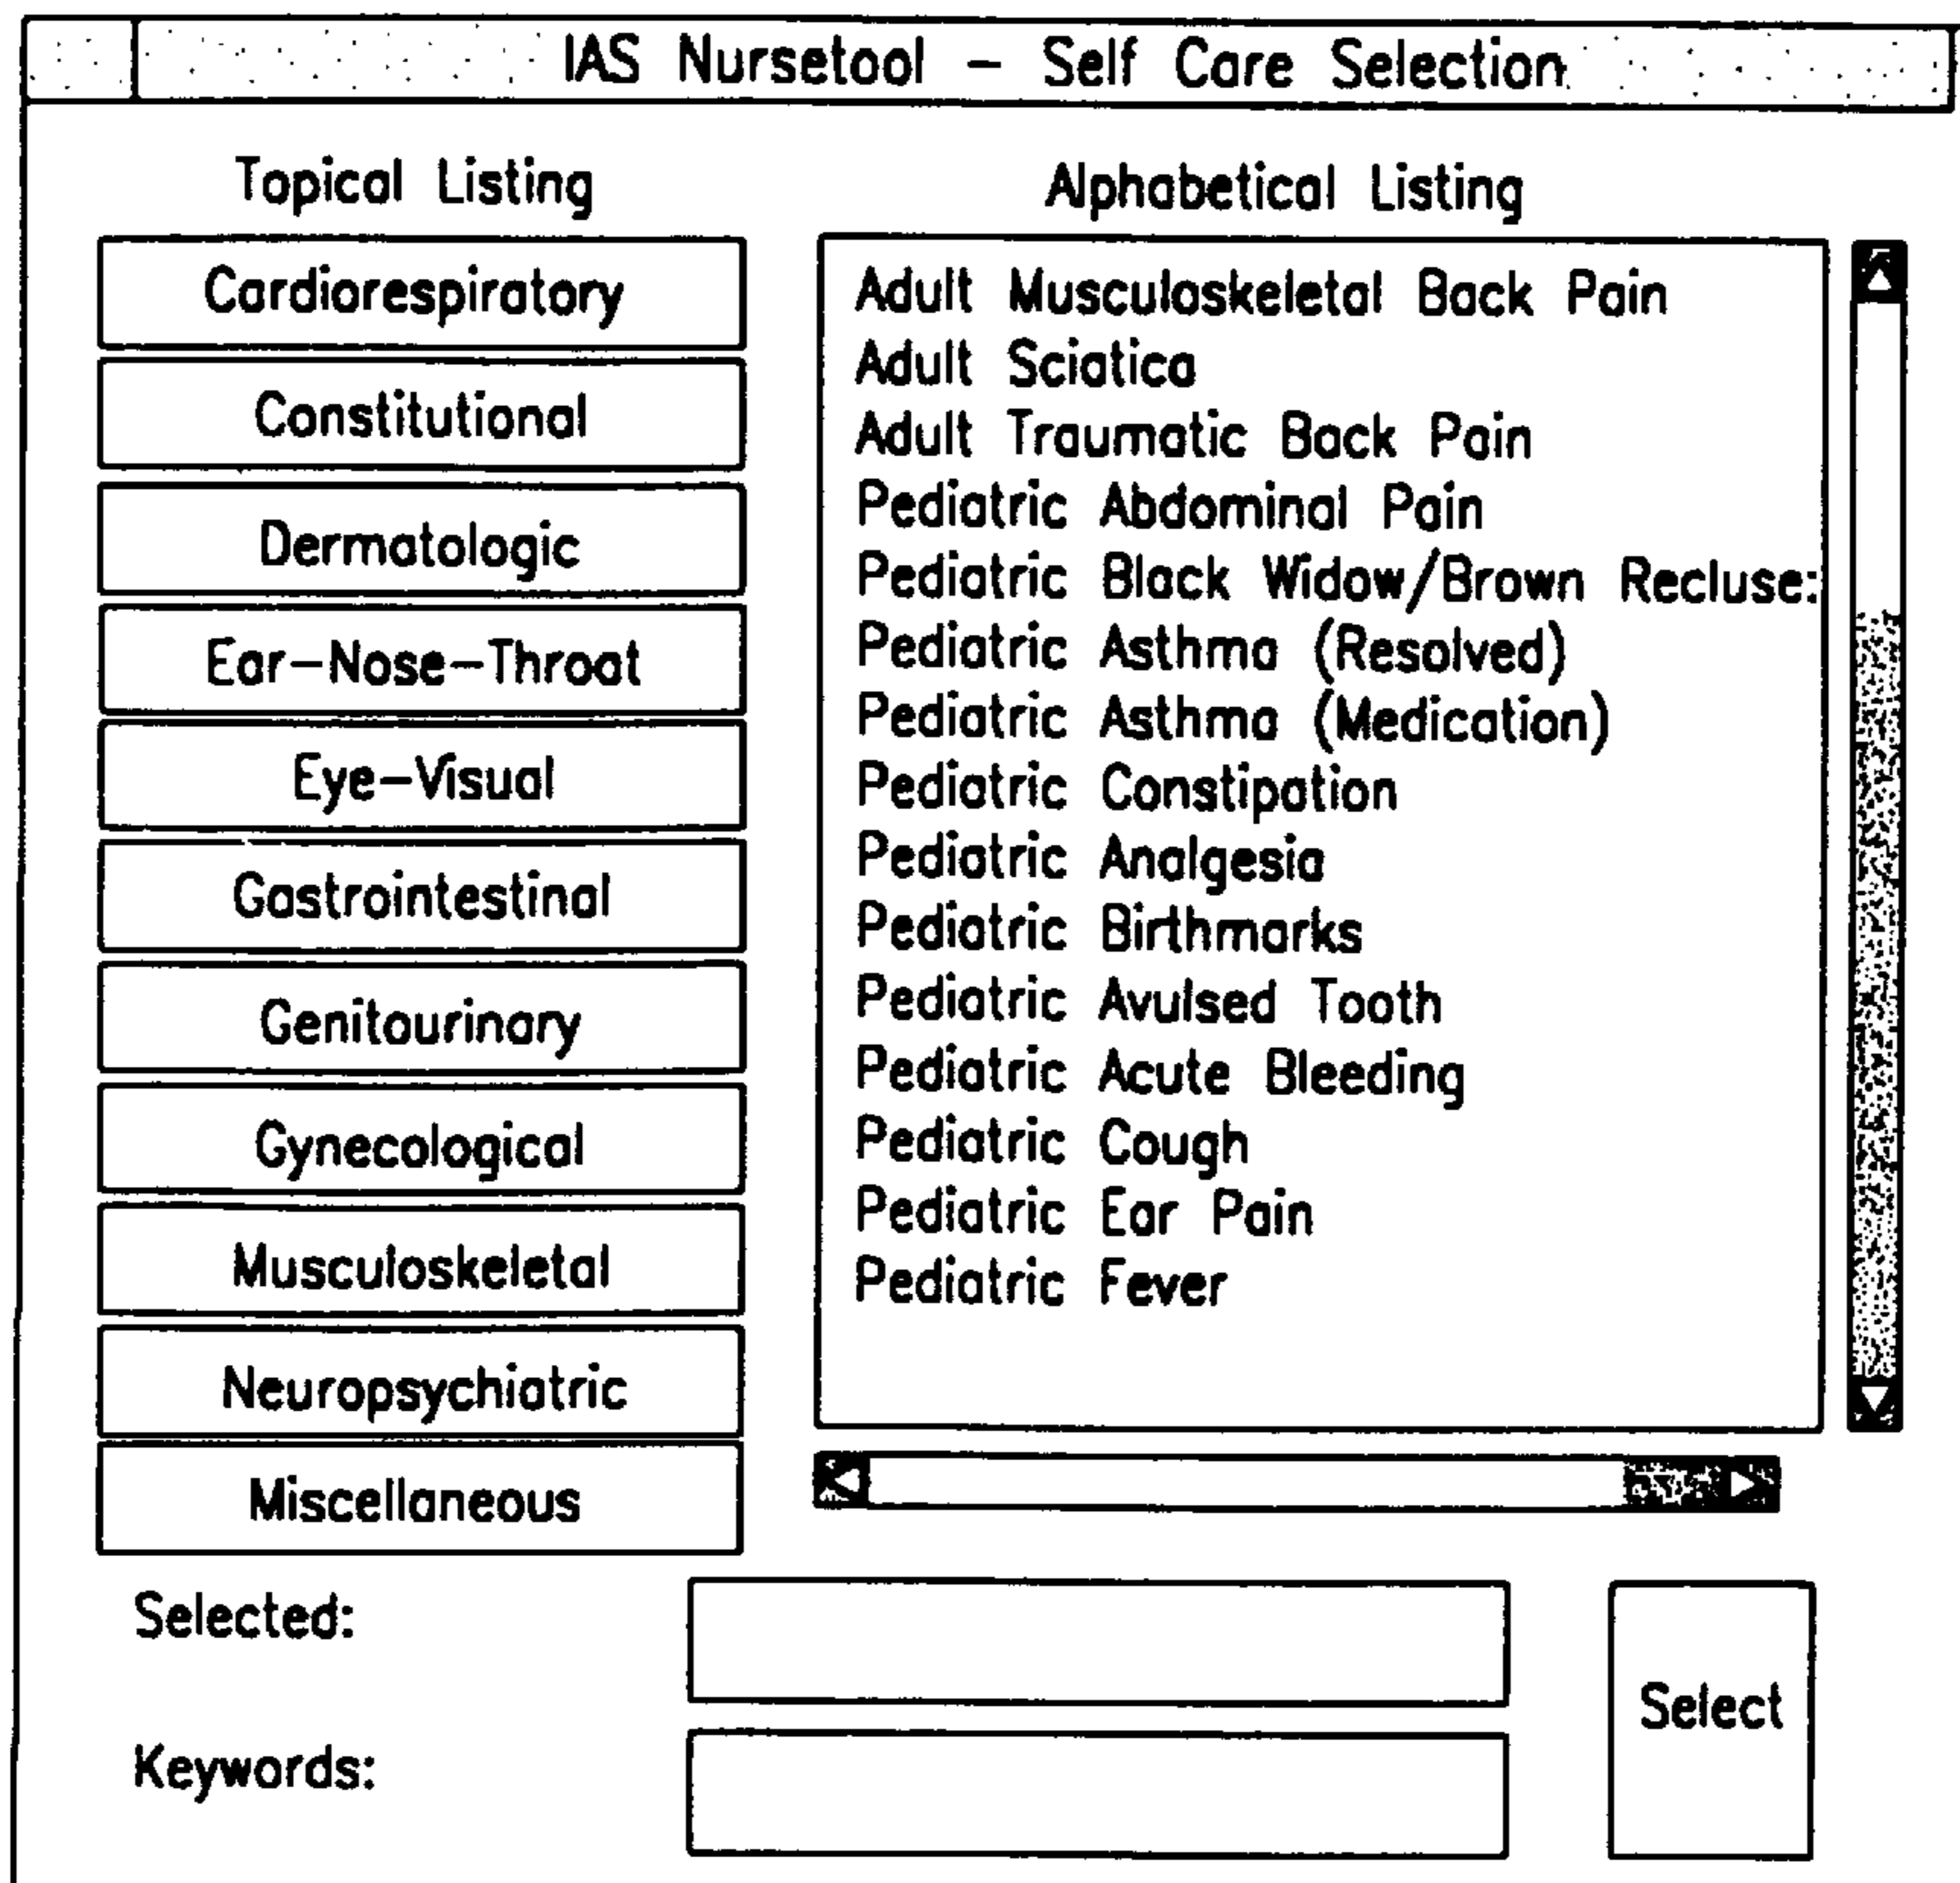 IAS Nursetool – Self Care Selection
Topical Listing
Cardiorespiratory
Constitutional
Dermatologic
Ear–Nose–Throat
Eye–Visual
Gastrointestinal
Genitourinary
Gynecological
Musculoskeletal
Neuropsychiatric
Miscellaneous
Alphabetical Listing
Adult Musculoskeletal Back Pain
Adult Sciatica
Adult Traumatic Back Pain
Pediatric Abdominal Pain
Pediatric Black Widow/Brown Recluse:
Pediatric Asthma (Resolved)
Pediatric Asthma (Medication)
Pediatric Constipation
Pediatric Analgesia
Pediatric Birthmarks
Pediatric Avulsed Tooth
Pediatric Acute Bleeding
Pediatric Cough
Pediatric Ear Pain
Pediatric Fever
Selected:
Keywords:
Select